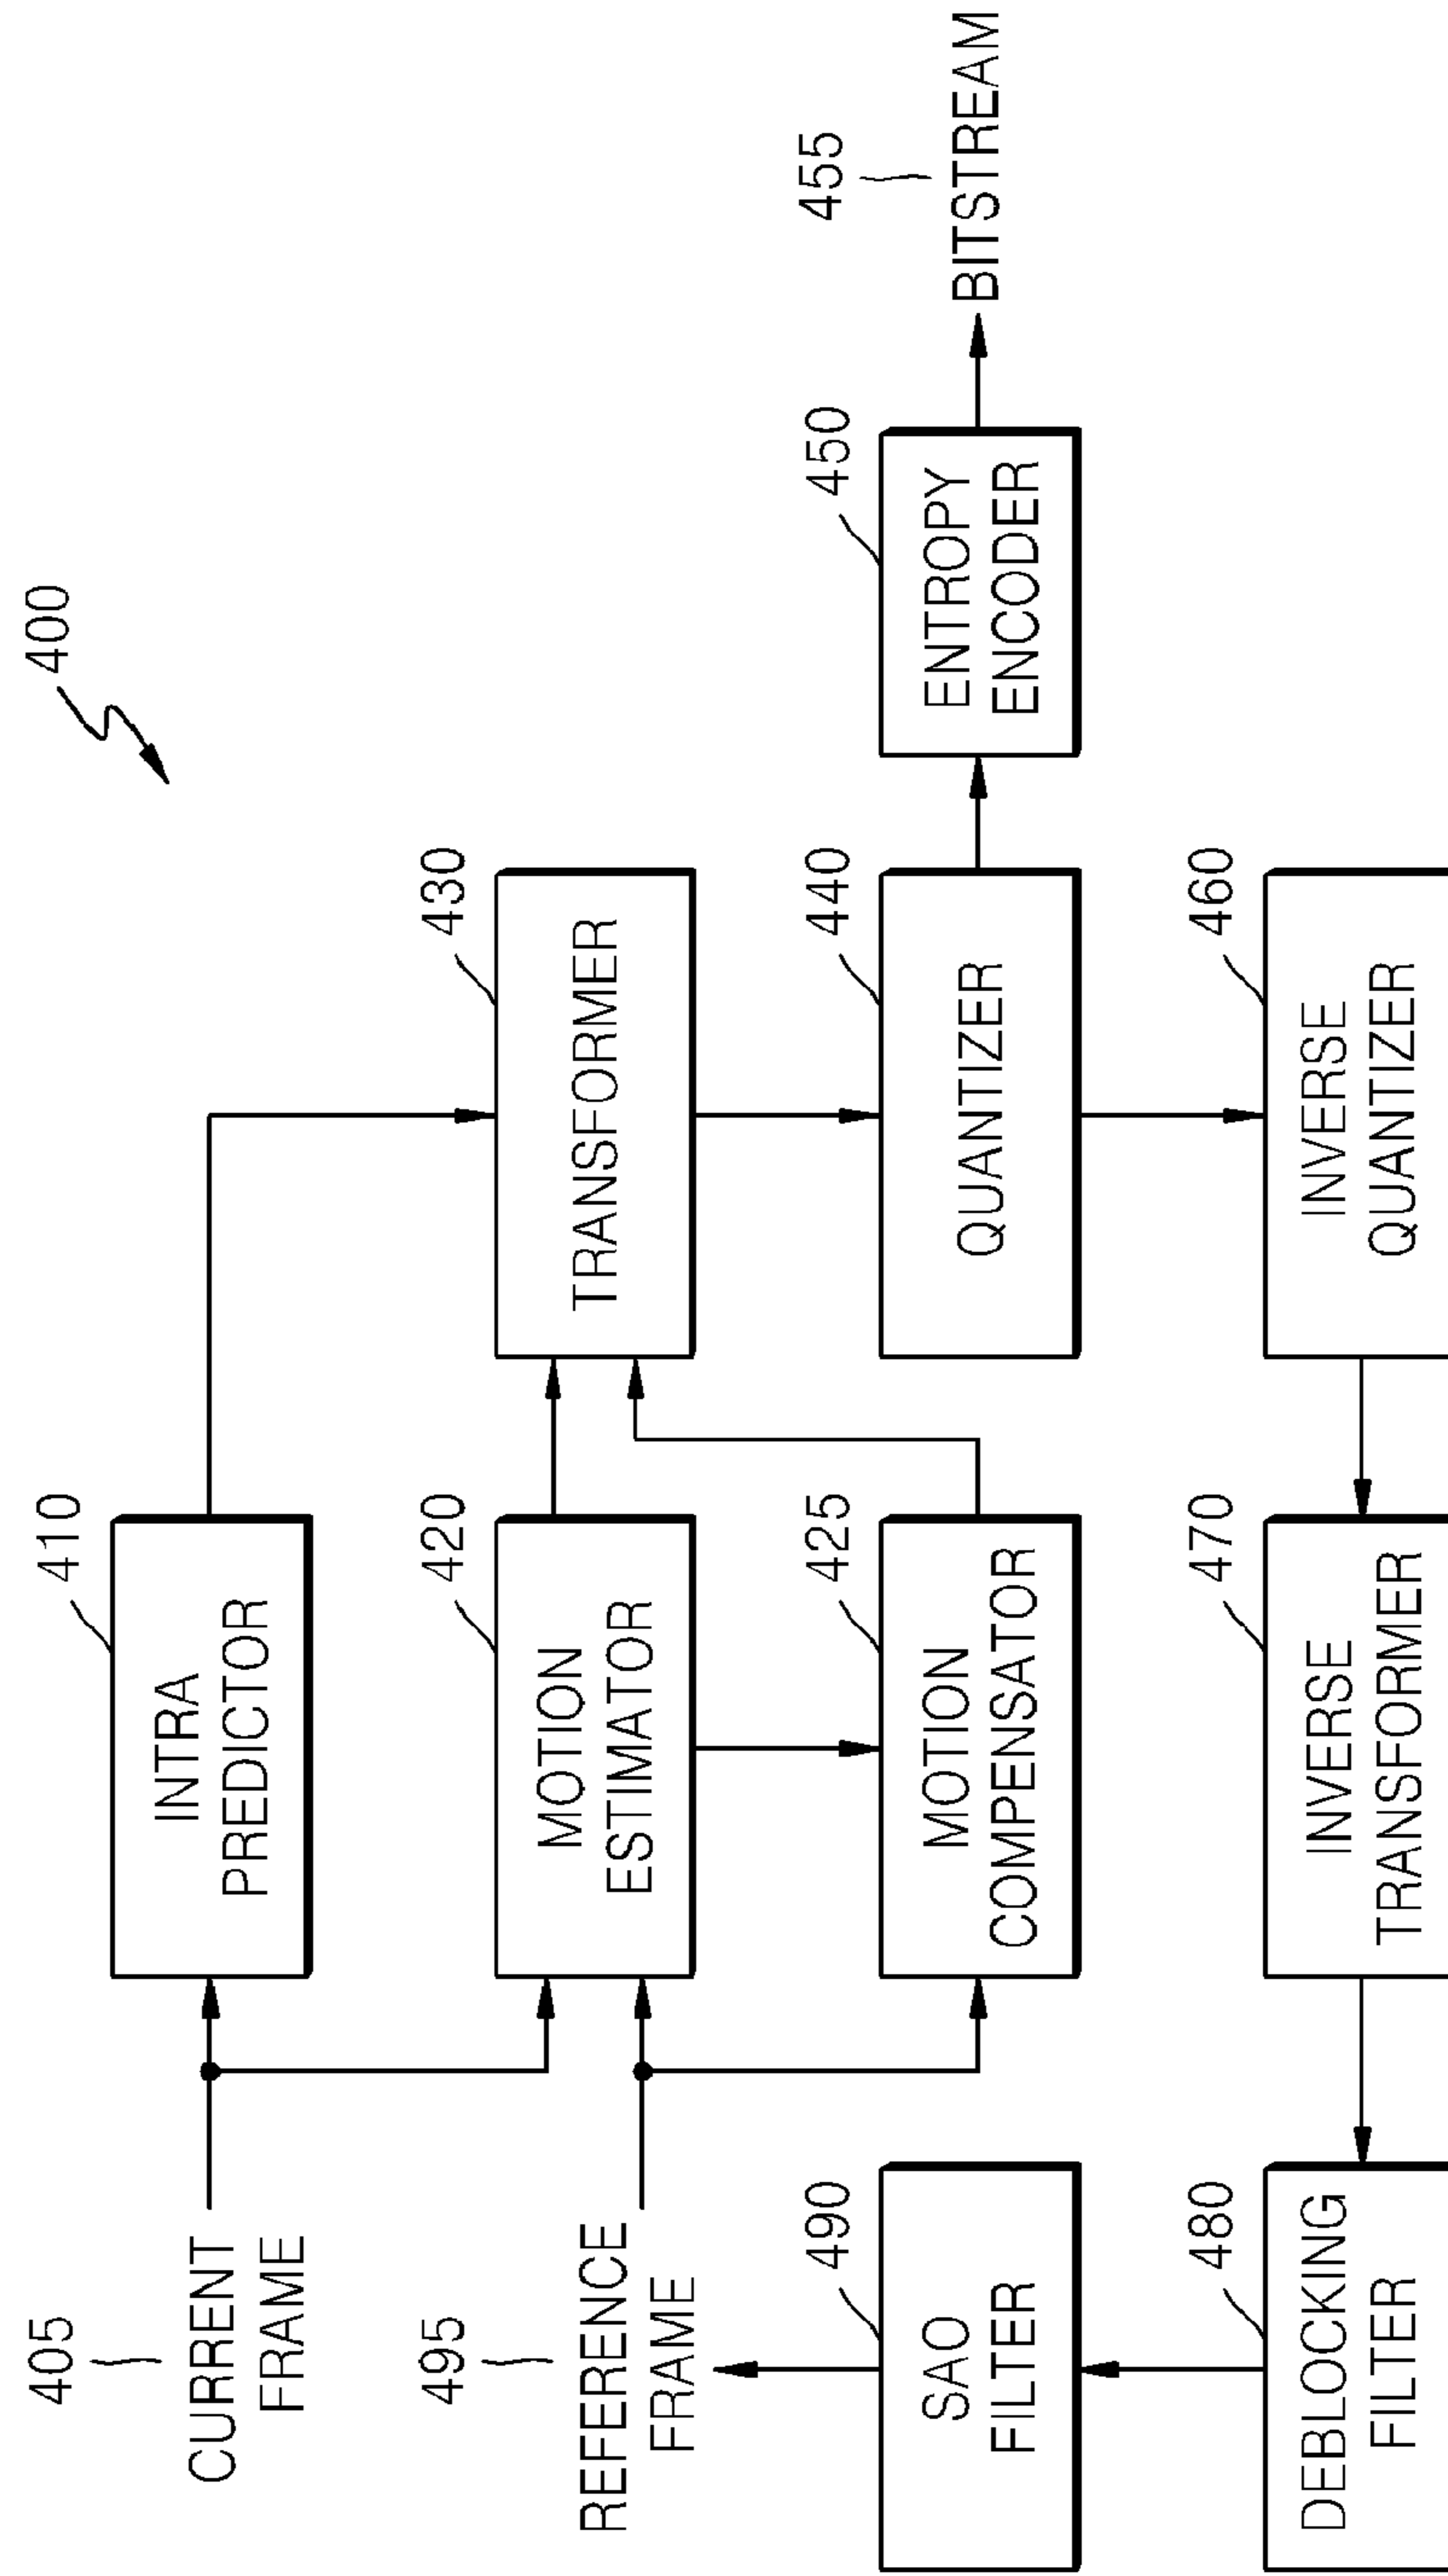 400
405
CURRENT
FRAME
410
INTRA
PREDICTOR
495
REFERENCE
FRAME
420
MOTION
ESTIMATOR
430
TRANSFORMER
490
SAO
FILTER
425
MOTION
COMPENSATOR
440
QUANTIZER
450
ENTROPY
ENCODER
455
BITSTREAM
480
DEBLOCKING
FILTER
470
INVERSE
TRANSFORMER
460
INVERSE
QUANTIZER